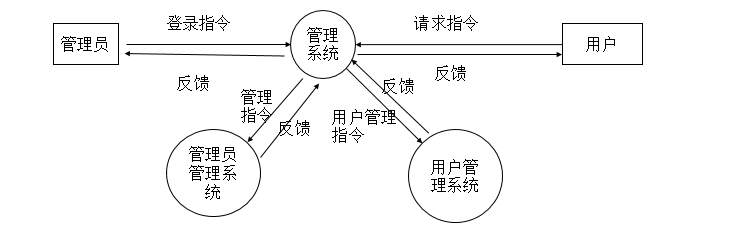 登录指令
请求指令
管理员
管理
系统
用户
反馈
反馈
管理
指令
反馈
反馈
用户管理
指令
管理员
管理系
统
用户管
理系统